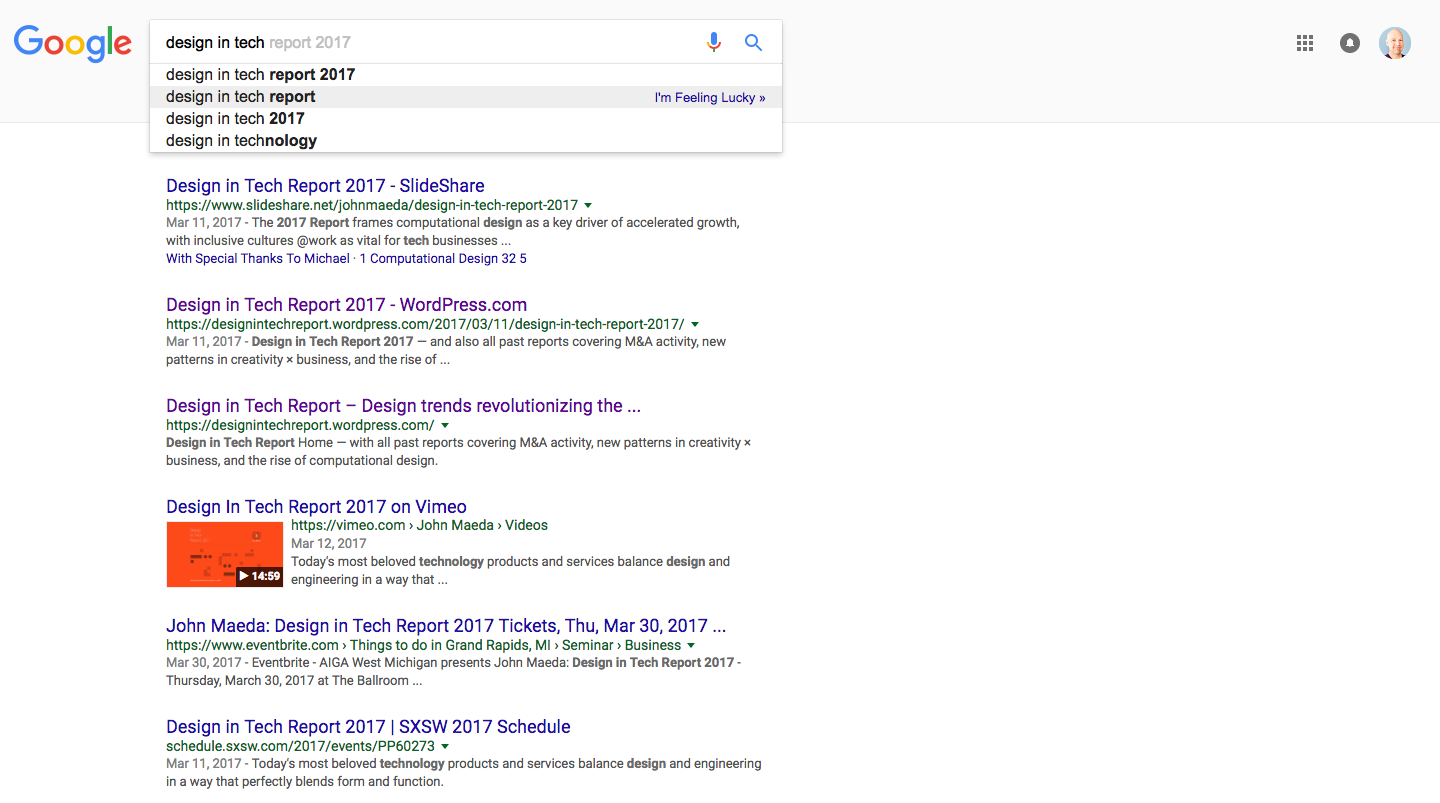 Google
design in tech report 2017
design in tech report 2017
design in tech report I'm Feeling Lucky »
design in tech 2017
design in technology
Design in Tech Report 2017 - SlideShare
https://www.slideshare.net/johnmaeda/design-in-tech-report-2017
Mar 11, 2017 - The 2017 Report frames computational design as a key driver of accelerated growth,
with inclusive cultures @work as vital for tech businesses ...
With Special Thanks To Michael · 1 Computational Design 32 5
Design in Tech Report 2017 - WordPress.com
https://designintechreport.wordpress.com/2017/03/11/design-in-tech-report-2017/
Mar 11, 2017 - Design in Tech Report 2017 — and also all past reports covering M&A activity, new
patterns in creativity × business, and the rise of ...
Design in Tech Report – Design trends revolutionizing the ...
https://designintechreport.wordpress.com/
Design in Tech Report Home — with all past reports covering M&A activity, new patterns in creativity ×
business, and the rise of computational design.
Design In Tech Report 2017 on Vimeo
https://vimeo.com › John Maeda › Videos
Mar 12, 2017
Today's most beloved technology products and services balance design and
engineering in a way that ...
14:59
John Maeda: Design in Tech Report 2017 Tickets, Thu, Mar 30, 2017 ...
https://www.eventbrite.com › Things to do in Grand Rapids, MI › Seminar › Business
Mar 30, 2017 - Eventbrite - AIGA West Michigan presents John Maeda: Design in Tech Report 2017 -
Thursday, March 30, 2017 at The Ballroom ...
Design in Tech Report 2017 | SXSW 2017 Schedule
schedule.sxsw.com/2017/events/PP60273
Mar 11, 2017 - Today's most beloved technology products and services balance design and engineering
in a way that perfectly blends form and function.